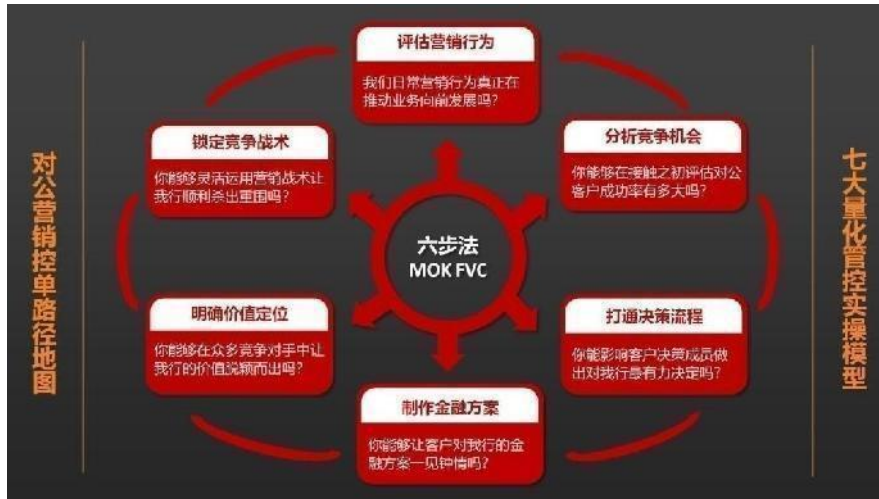 评估营销行为
我们日常营销行为真正在
推动业务向前发展吗?
锁定竞争战术
你能够灵活运用营销战术让
我行顺利杀出重围吗?
分析竞争机会
你能够在接触之初评估对公
客户成功率有多大吗?
对公营销控单路径地图
六步法
MOK FVC
七大量化管控实操模型
明确价值定位
你能够在众多竞争对手中让
我行的价值脱颖而出吗?
打通决策流程
你能影响客户决策成员做
出对我行最有力决定吗?
制作金融方案
你能够让客户对我行的金
融方案一见钟情吗?